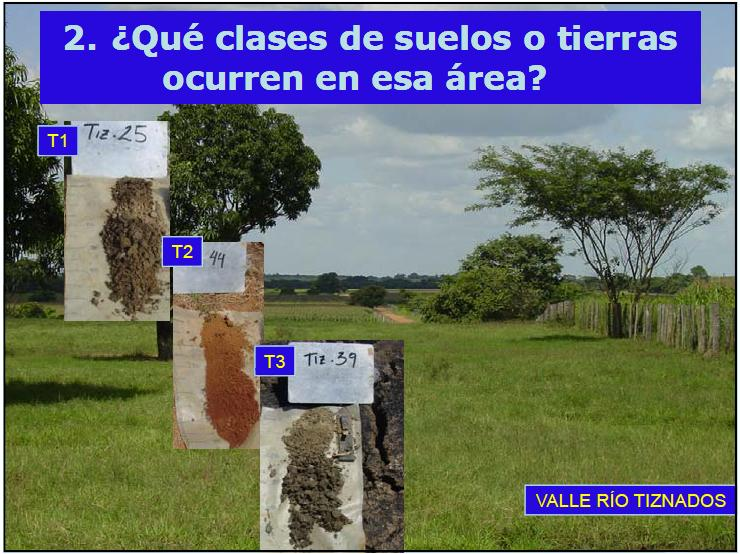 2. ¿Qué clases de suelos o tierras
ocurren en esa área?
T1
Tiz.25
T2
44
T3
Tiz.39
VALLE RÍO TIZNADOS